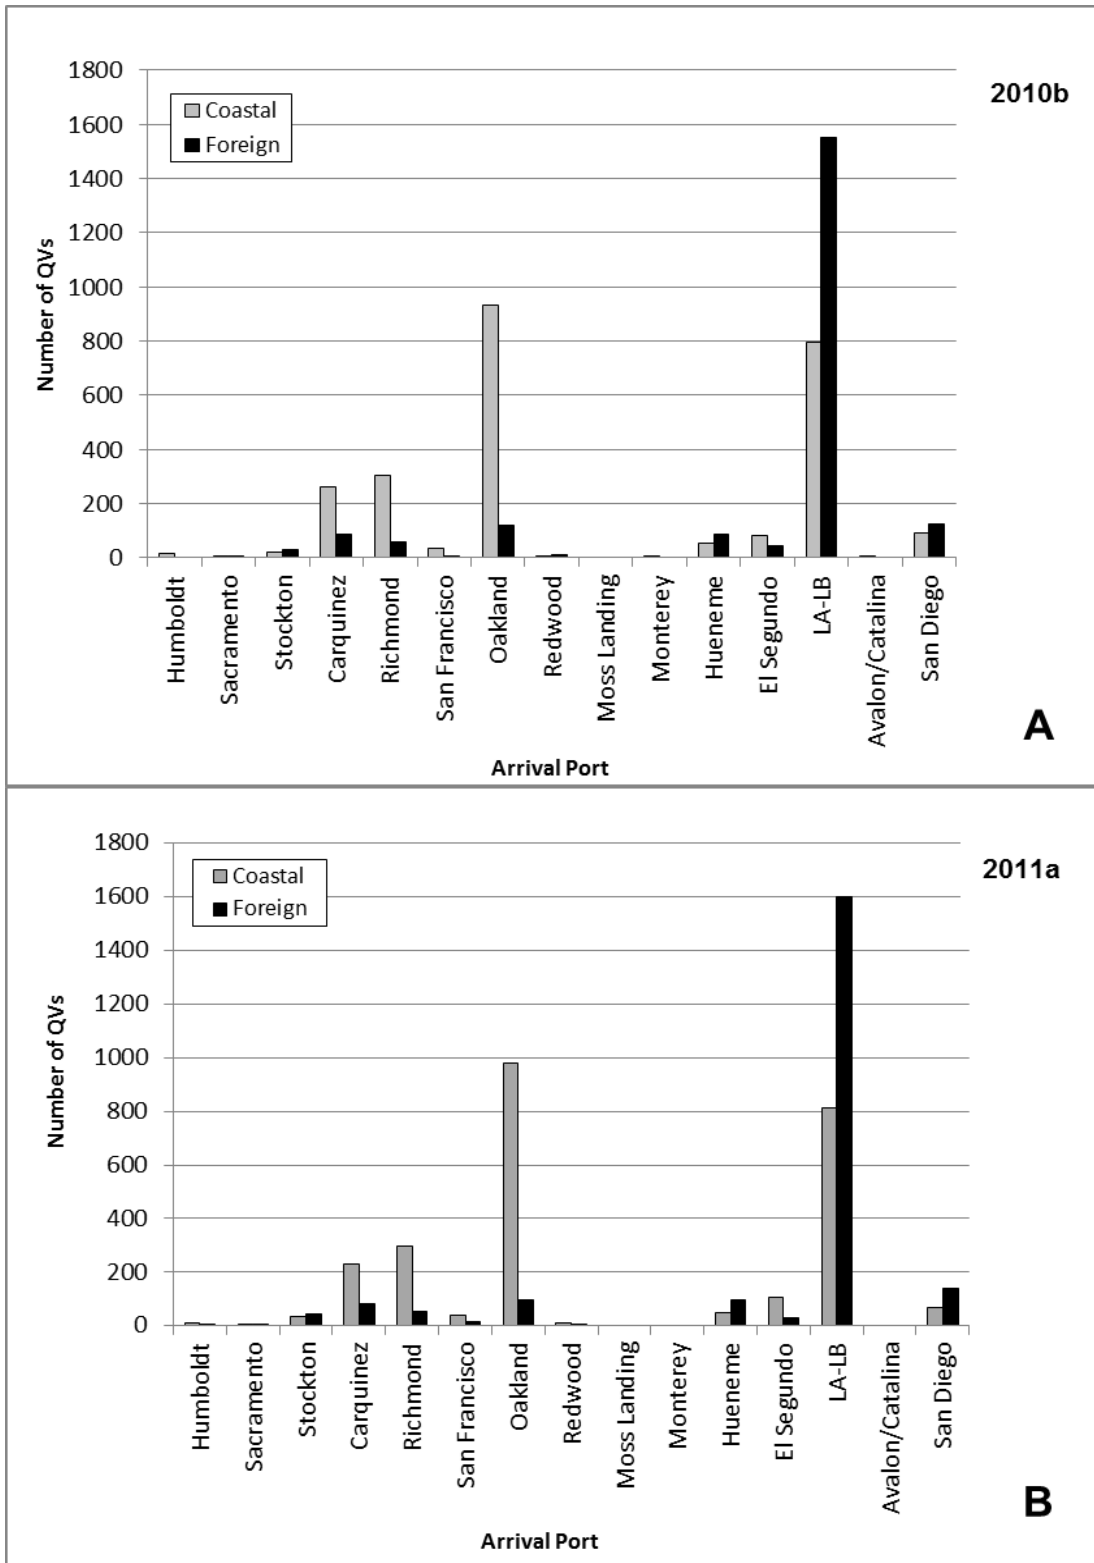 2010b
1800
1600
1400
1200
1000
800
600
400
200
0
Coastal
Foreign
Number of QVs
Humboldt
Sacramento
Stockton
Carquinez
Richmond
San Francisco
Oakland
Redwood
Moss Landing
Monterey
Hueneme
El Segundo
LA-LB
Avalon/Catalina
San Diego
Arrival Port
A
2011a
1800
1600
1400
1200
1000
800
600
400
200
0
Coastal
Foreign
Number of QVs
Humboldt
Sacramento
Stockton
Carquinez
Richmond
San Francisco
Oakland
Redwood
Moss Landing
Monterey
Hueneme
El Segundo
LA-LB
Avalon/Catalina
San Diego
Arrival Port
B